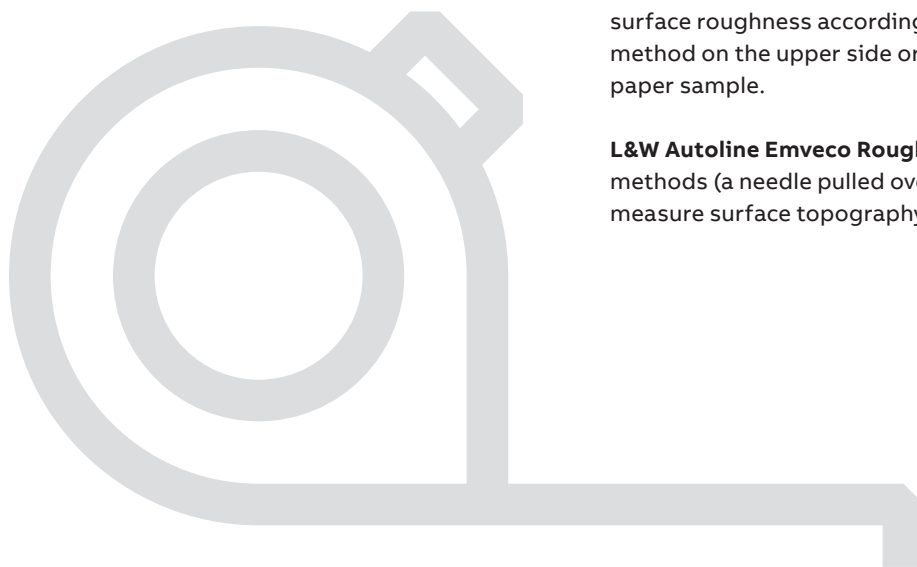 surface roughness according
method on the upper side or
paper sample.
L&W Autoline Emveco Rough
methods (a needle pulled ov
measure surface topography